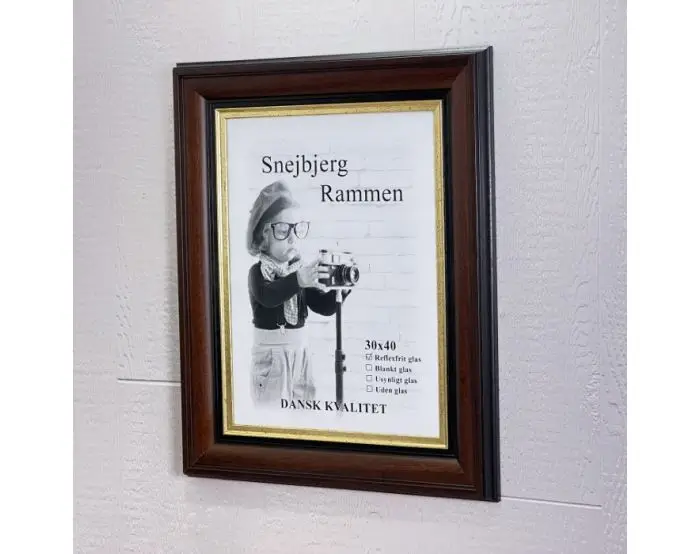 Snejbjerg
Rammen
30x40
☑ Reflexfrit glas
☐ Blankt glas
☐ Usynligt glas
☐ Uden glas
DANSK KVALITET